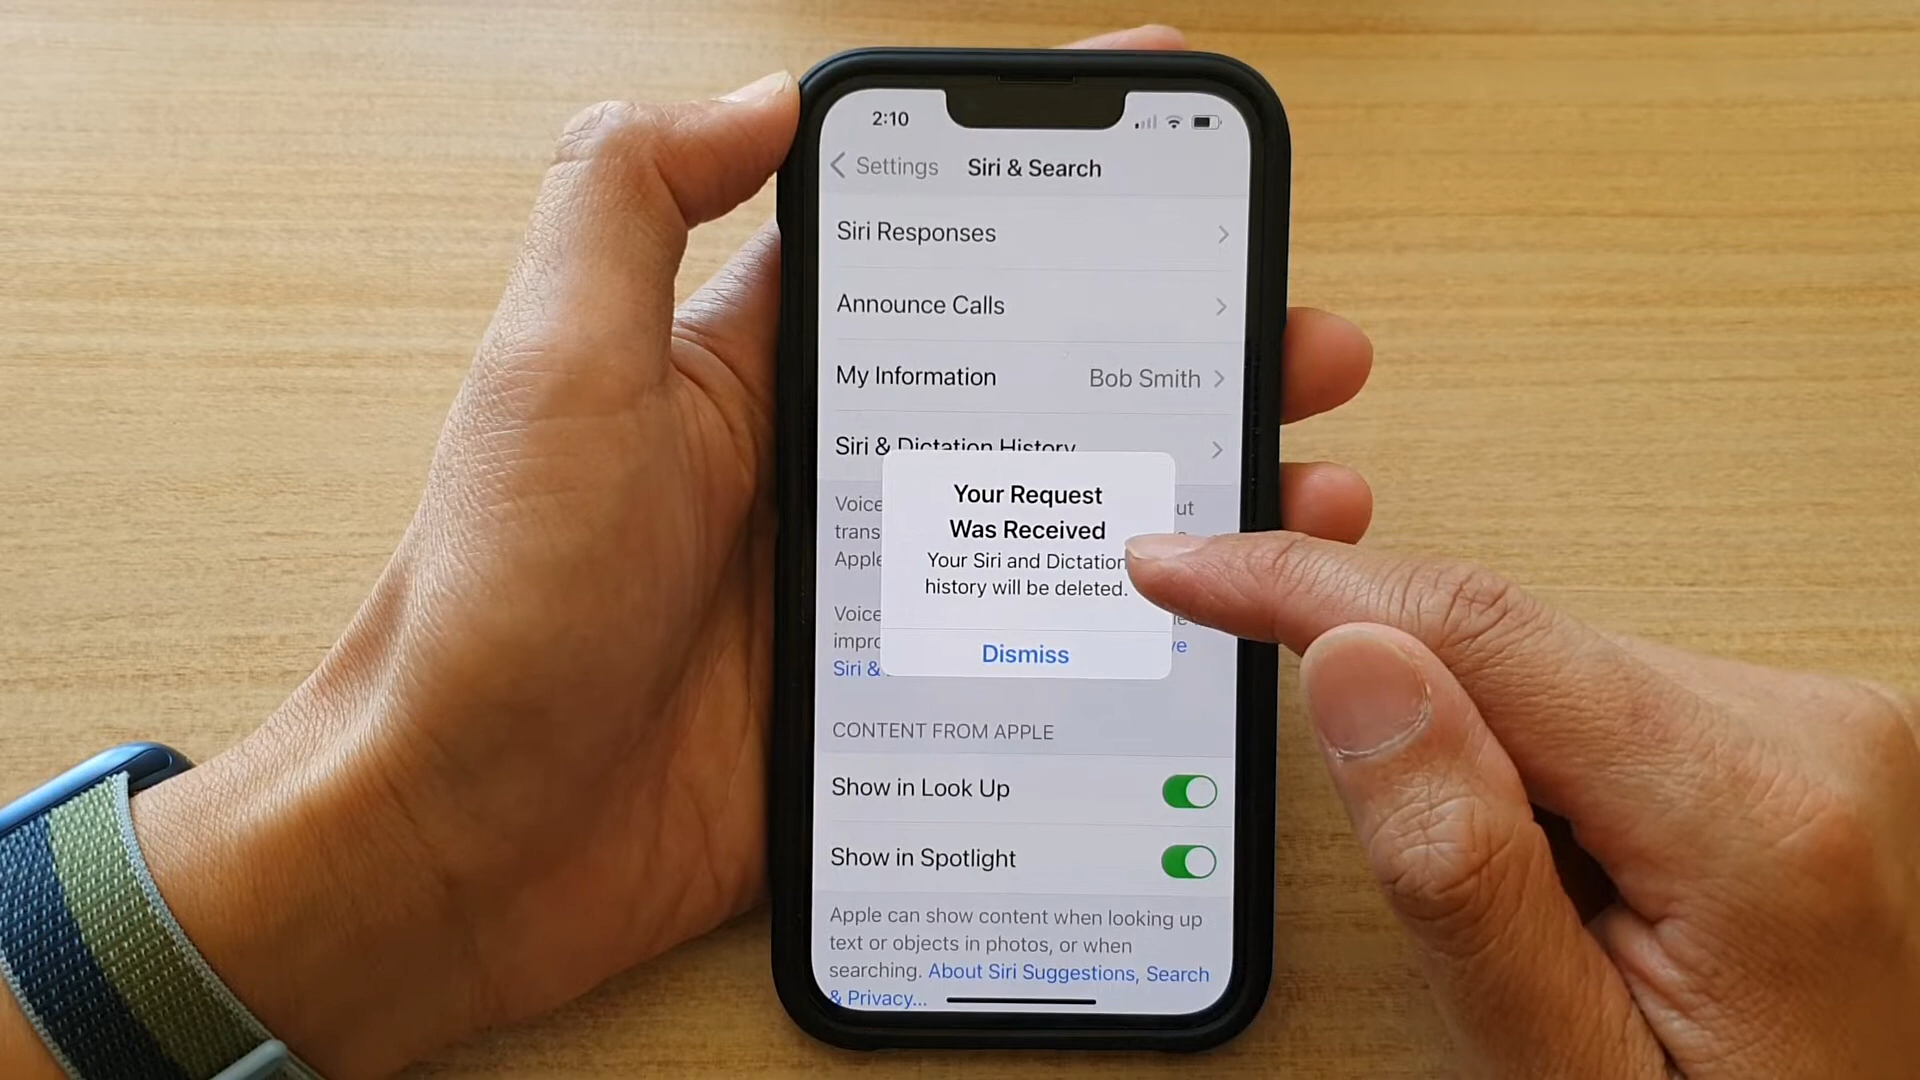 2:10
Settings
Siri & Search
Siri Responses
Announce Calls
My Information Bob Smith
Siri & Dictation History
Voice
ut
trans
Apple
Your Request
Was Received
Your Siri and Dictation
history will be deleted.
Dismiss
Voice
impro
Siri &
CONTENT FROM APPLE
Show in Look Up
Show in Spotlight
Apple can show content when looking up
text or objects in photos, or when
searching. About Siri Suggestions, Search
& Privacy...